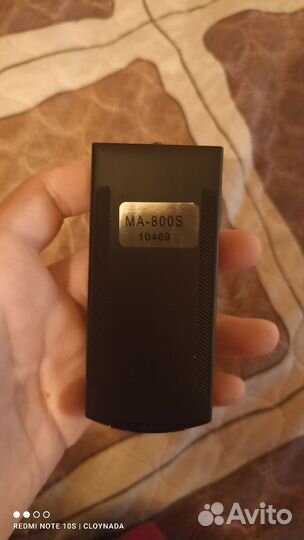 MA-800S
10469
REDMI NOTE 10S | CLOYNADA
Avito